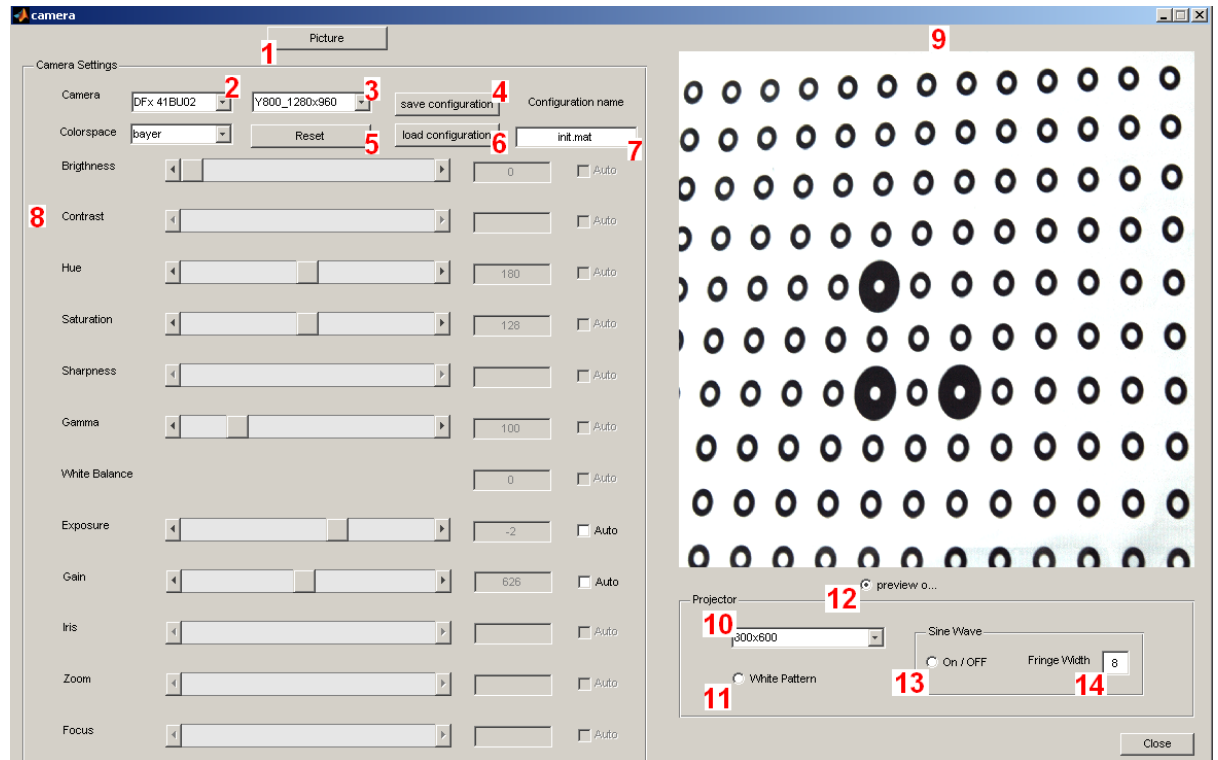 camera
1
Picture
9
Camera Settings
Camera
DFx 41BU02
2
Y800_1280x960
3
save configuration
4
Configuration name
Colorspace
bayer
Reset
5
load configuration
6
init.mat
7
Brigthness
0
Auto
8
Contrast
Auto
Hue
180
Auto
Saturation
128
Auto
Sharpness
Auto
Gamma
100
Auto
White Balance
0
Auto
Exposure
-2
Auto
Gain
626
Auto
Iris
Auto
Zoom
Auto
Focus
Auto
12
preview o...
Projector
10
800x600
11
White Pattern
Sine Wave
13
On / OFF
Fringe Width
14
8
Close